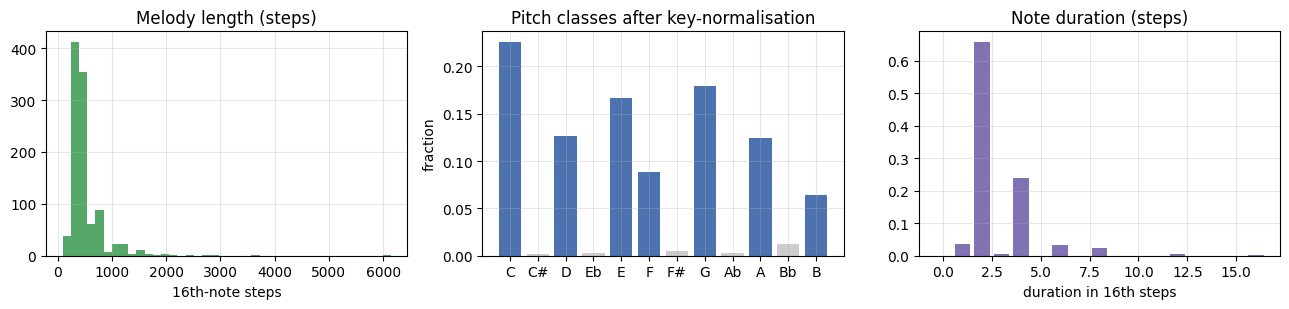 Melody length (steps)
400
300
200
100
0
0 1000 2000 3000 4000 5000 6000
16th-note steps
Pitch classes after key-normalisation
fraction
0.20
0.15
0.10
0.05
0.00
C C# D Eb E F F# G Ab A Bb B
Note duration (steps)
0.6
0.5
0.4
0.3
0.2
0.1
0.0
0.0 2.5 5.0 7.5 10.0 12.5 15.0
duration in 16th steps